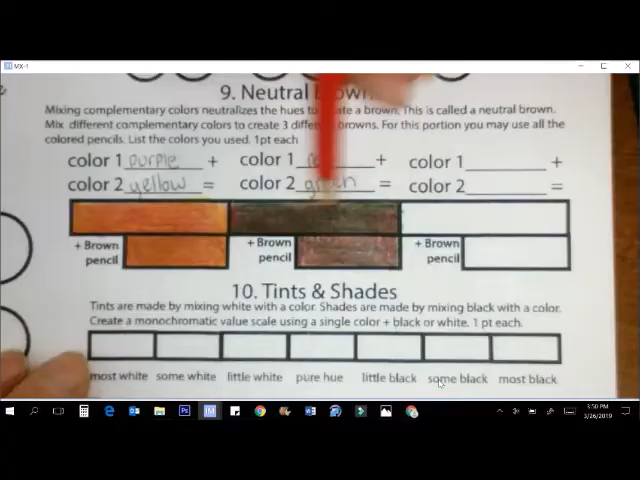 MX-1
9. Neutral
Mixing complementary colors neutralizes the hues to a brown. This is called a neutral brown.
Mix different complementary colors to create 3 browns. For this portion you may use all the
colored pencils. List the colors you used. 1pt each
color 1 purple + color 1 + color 1 +
color 2 yellow = color 2 green = color 2 =
+ Brown pencil + Brown pencil + Brown pencil
10. Tints & Shades
Tints are made by mixing white with a color. Shades are made by mixing black with a color.
Create a monochromatic value scale using a single color + black or white. 1 pt each.
most white some white little white pure hue little black some black most black
3:50 PM
3/26/2019